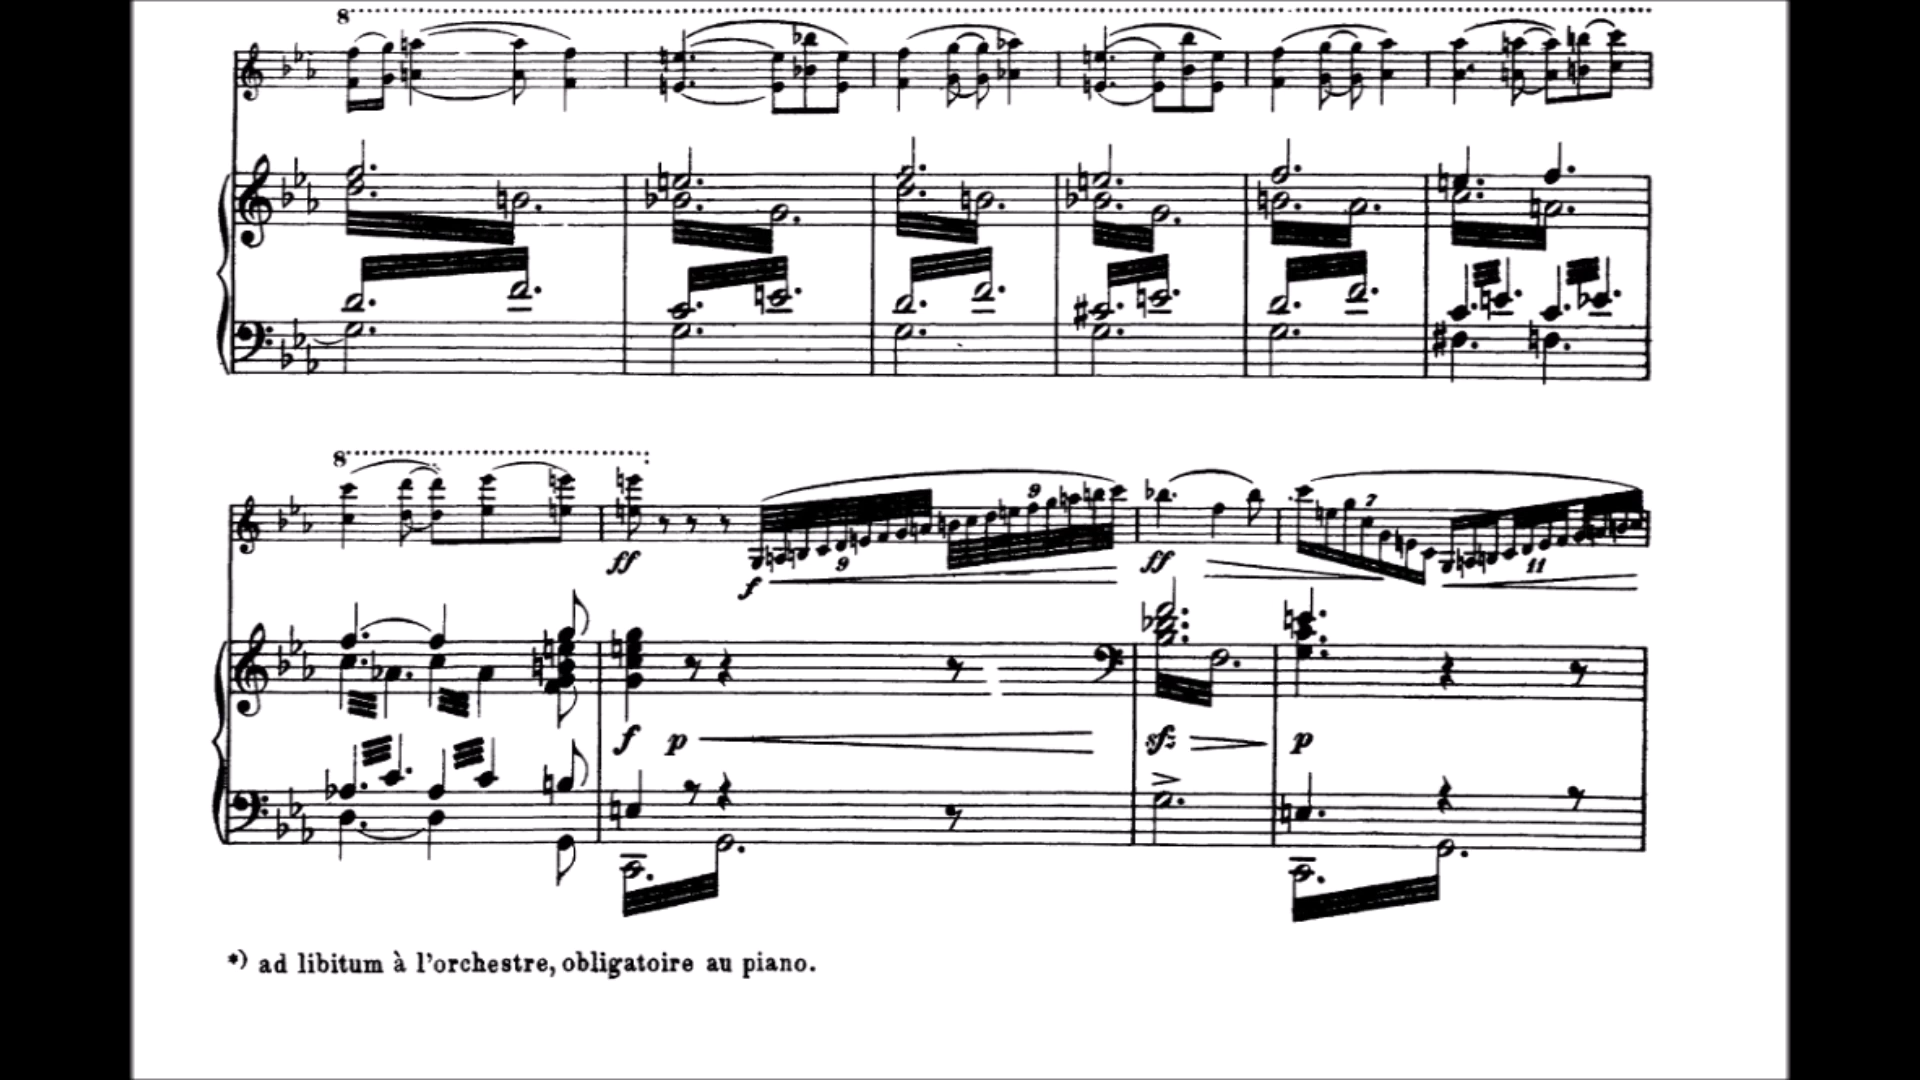 8
8
9
7
ff
f
9
ff
11
f
p
sf
p
*) ad libitum à l'orchestre, obligatoire au piano.